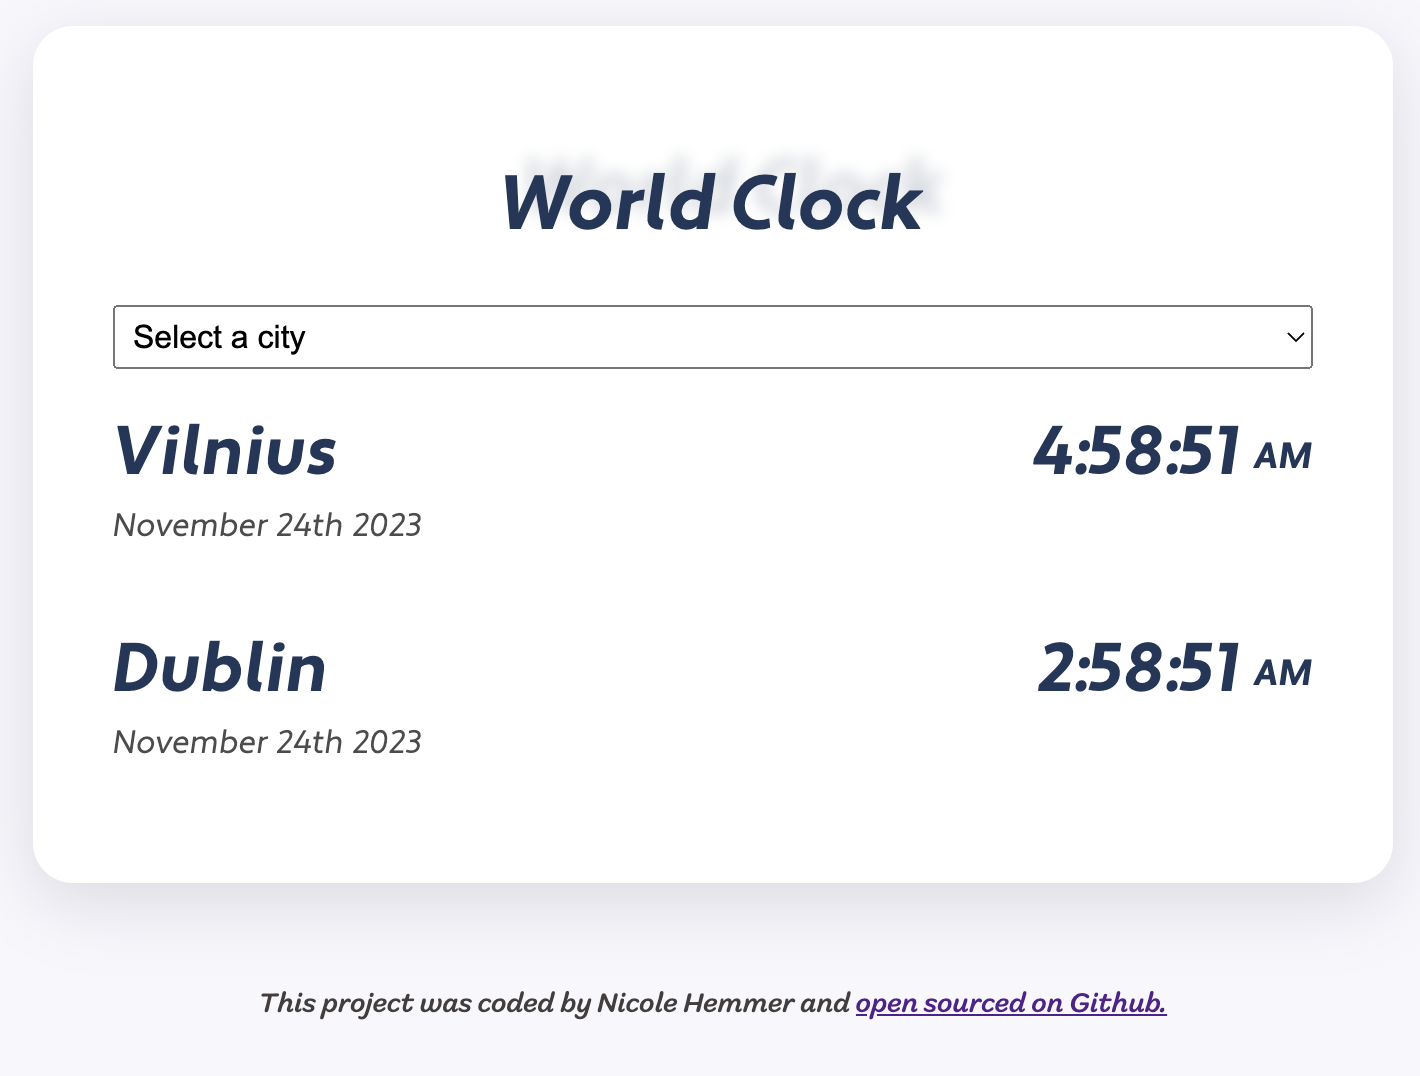 World Clock
Select a city
Vilnius
4:58:51 AM
November 24th 2023
Dublin
2:58:51 AM
November 24th 2023
This project was coded by Nicole Hemmer and open sourced on Github.